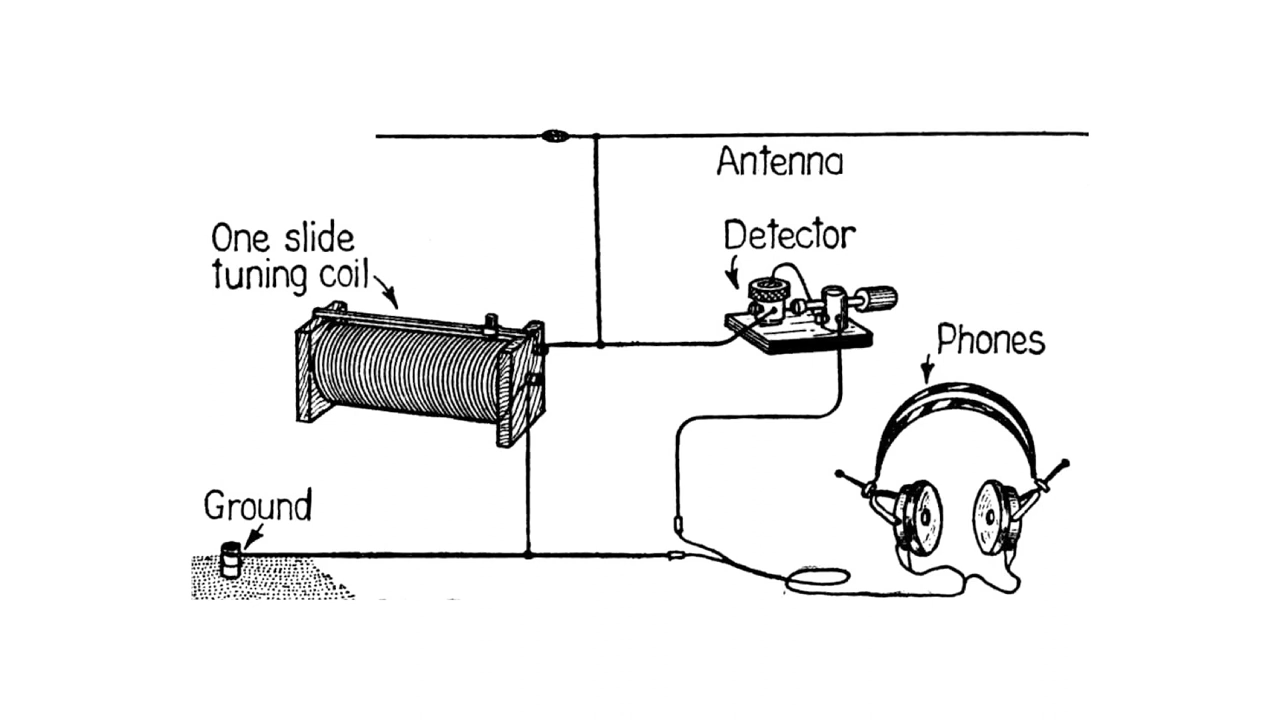 Antenna
One slide
tuning coil
Detector
Phones
Ground